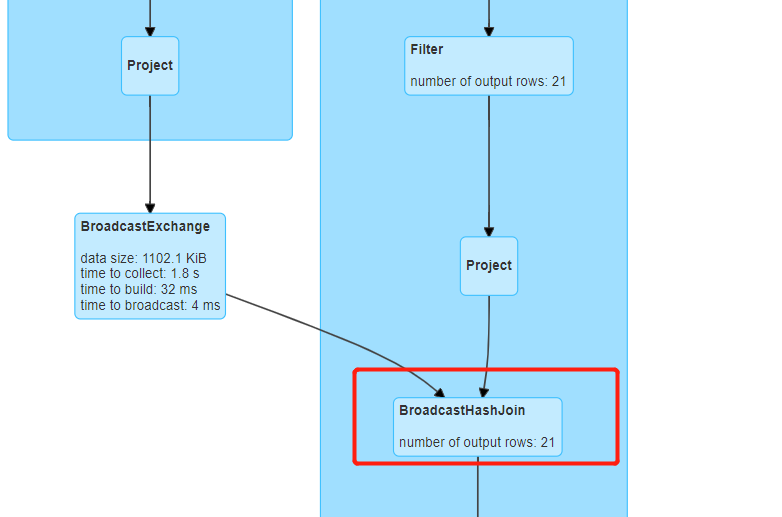 Project
Filter
number of output rows: 21
BroadcastExchange
data size: 1102.1 KiB
time to collect: 1.8 s
time to build: 32 ms
time to broadcast: 4 ms
Project
BroadcastHashJoin
number of output rows: 21